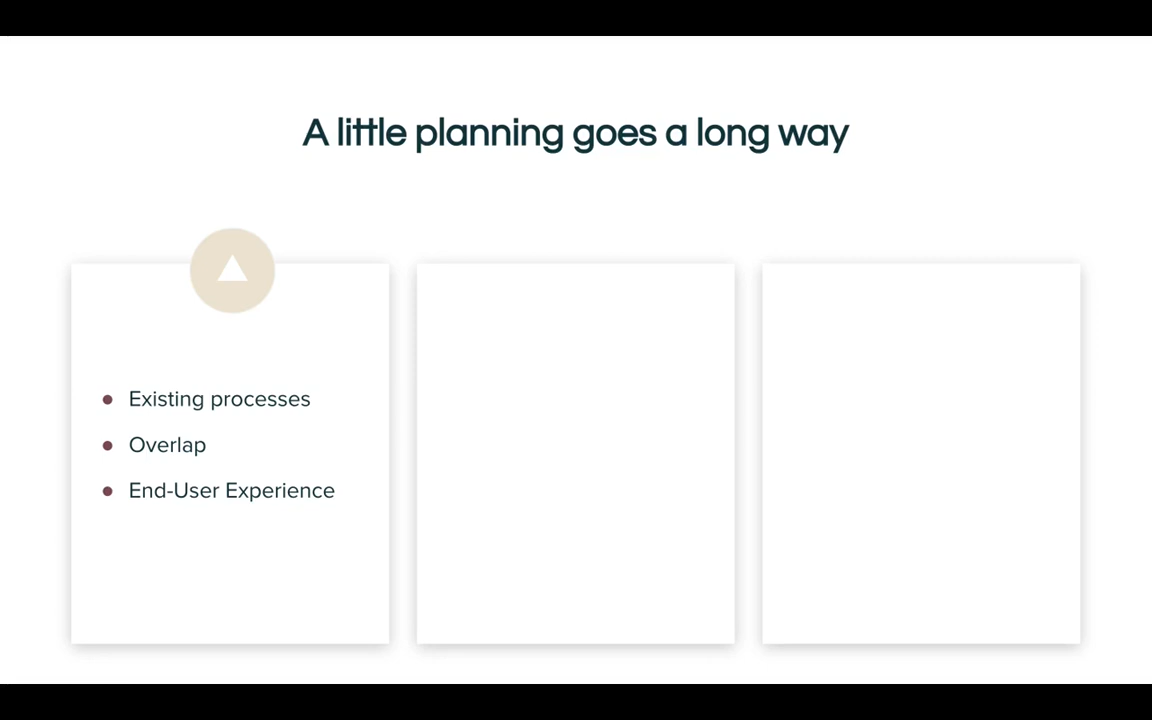 A little planning goes a long way
Existing processes
Overlap
End-User Experience